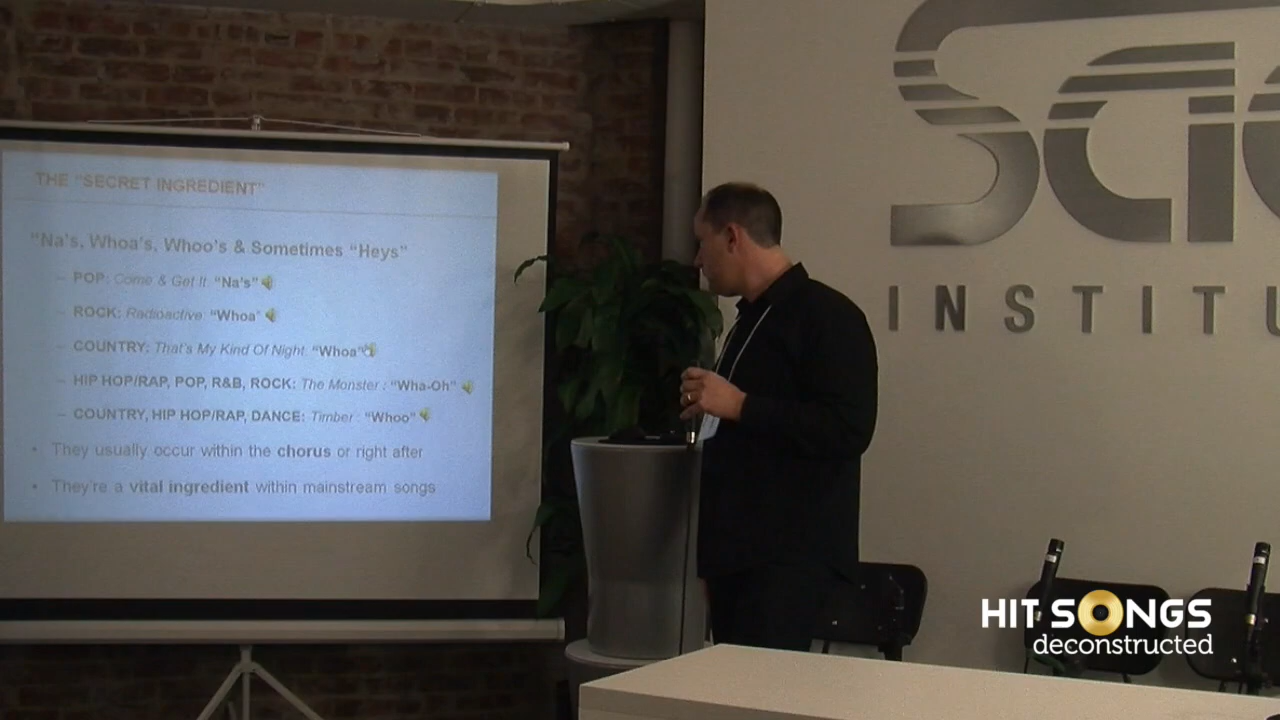 THE "SECRET INGREDIENT"
"Na's, Whoa's, Whoo's & Sometimes "Heys"
– POP: Come & Get It: "Na's"
– ROCK: Radioactive: "Whoa"
– COUNTRY: That's My Kind Of Night: "Whoa"
– HIP HOP/RAP, POP, R&B, ROCK: The Monster : "Wha-Oh"
– COUNTRY, HIP HOP/RAP, DANCE: Timber : "Whoo"
• They usually occur within the chorus or right after
• They're a vital ingredient within mainstream songs
SAE
INSTITU
HIT SONGS
deconstructed